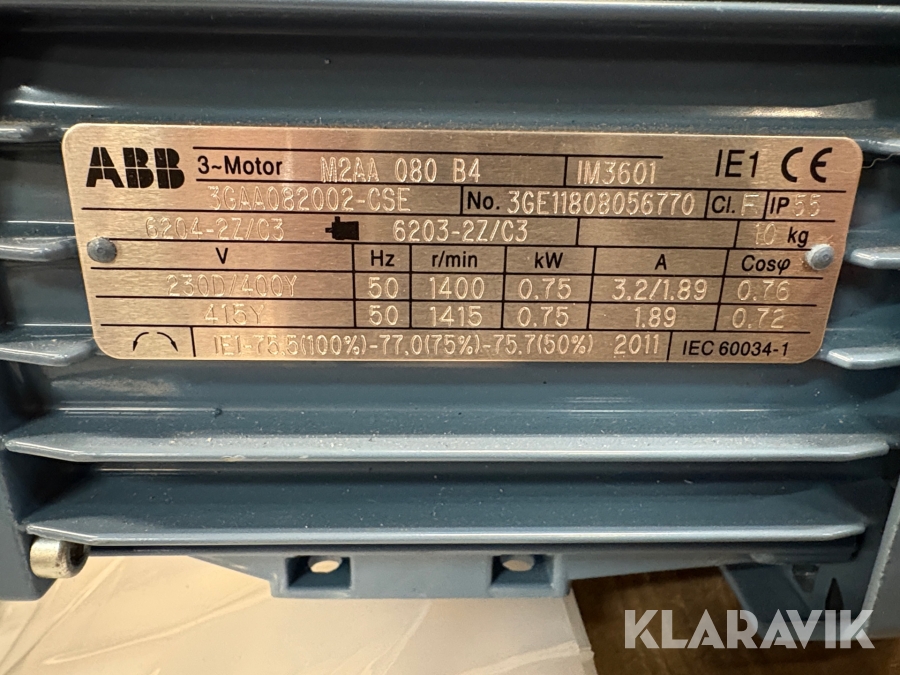 ABB 3~Motor M2AA 080 B4 IM3601 IE1 CE
3GAA082002-CSE No. 3GE11808056770 Cl. F IP 55
6204-2Z/C3 6203-2Z/C3 10 kg
V Hz r/min kW A Cosφ
230D/400Y 50 1400 0.75 3.2/1.89 0.76
415Y 50 1415 0.75 1.89 0.72
IE1-75.5(100%)-77.0(75%)-75.7(50%) 2011 IEC 60034-1
KLARAVIK